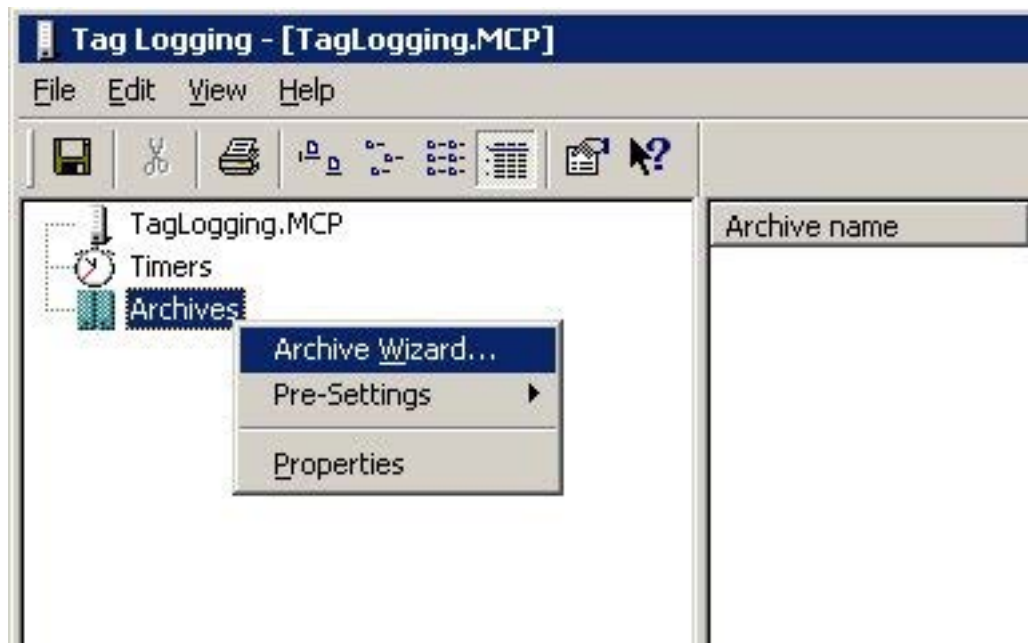 Tag Logging - [TagLogging.MCP]
File Edit View Help
TagLogging.MCP
Timers
Archives
Archive Wizard...
Pre-Settings
Properties
Archive name